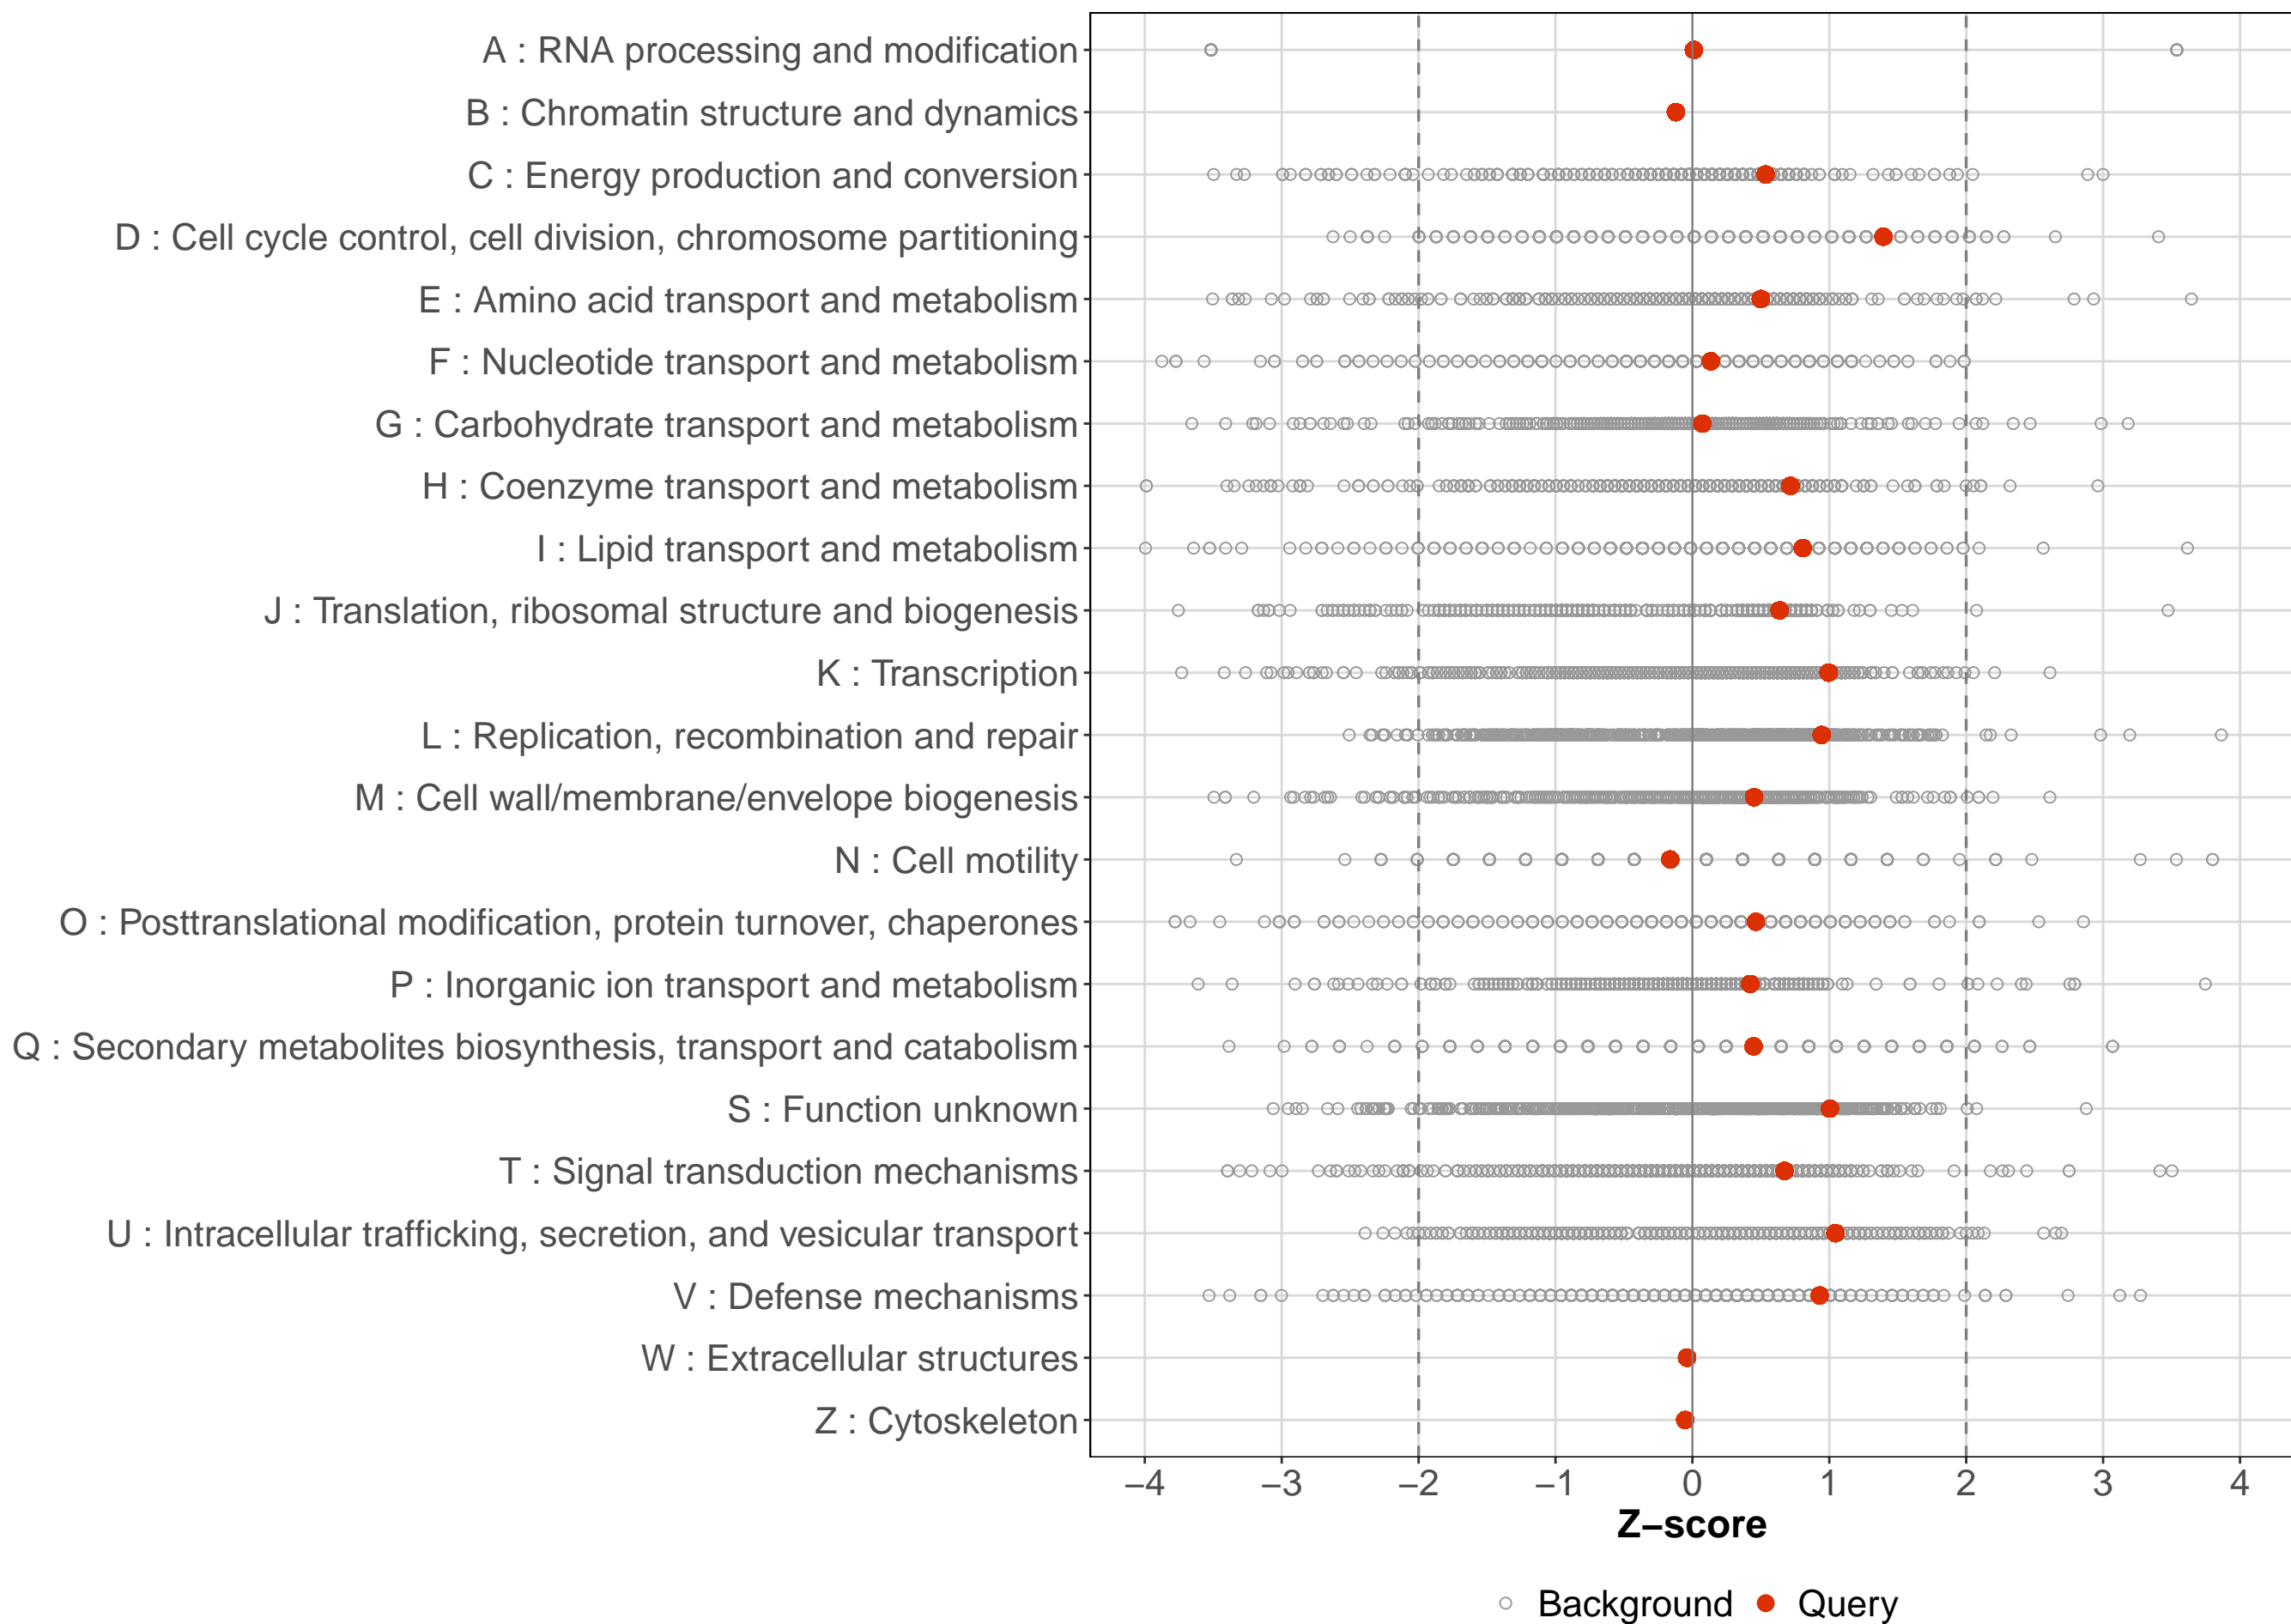 A : RNA processing and modification
B : Chromatin structure and dynamics
C : Energy production and conversion
D : Cell cycle control, cell division, chromosome partitioning
E : Amino acid transport and metabolism
F : Nucleotide transport and metabolism
G : Carbohydrate transport and metabolism
H : Coenzyme transport and metabolism
I : Lipid transport and metabolism
J : Translation, ribosomal structure and biogenesis
K : Transcription
L : Replication, recombination and repair
M : Cell wall/membrane/envelope biogenesis
N : Cell motility
O : Posttranslational modification, protein turnover, chaperones
P : Inorganic ion transport and metabolism
Q : Secondary metabolites biosynthesis, transport and catabolism
S : Function unknown
T : Signal transduction mechanisms
U : Intracellular trafficking, secretion, and vesicular transport
V : Defense mechanisms
W : Extracellular structures
Z : Cytoskeleton
−4 −3 −2 −1 0 1 2 3 4
Z−score
Background Query